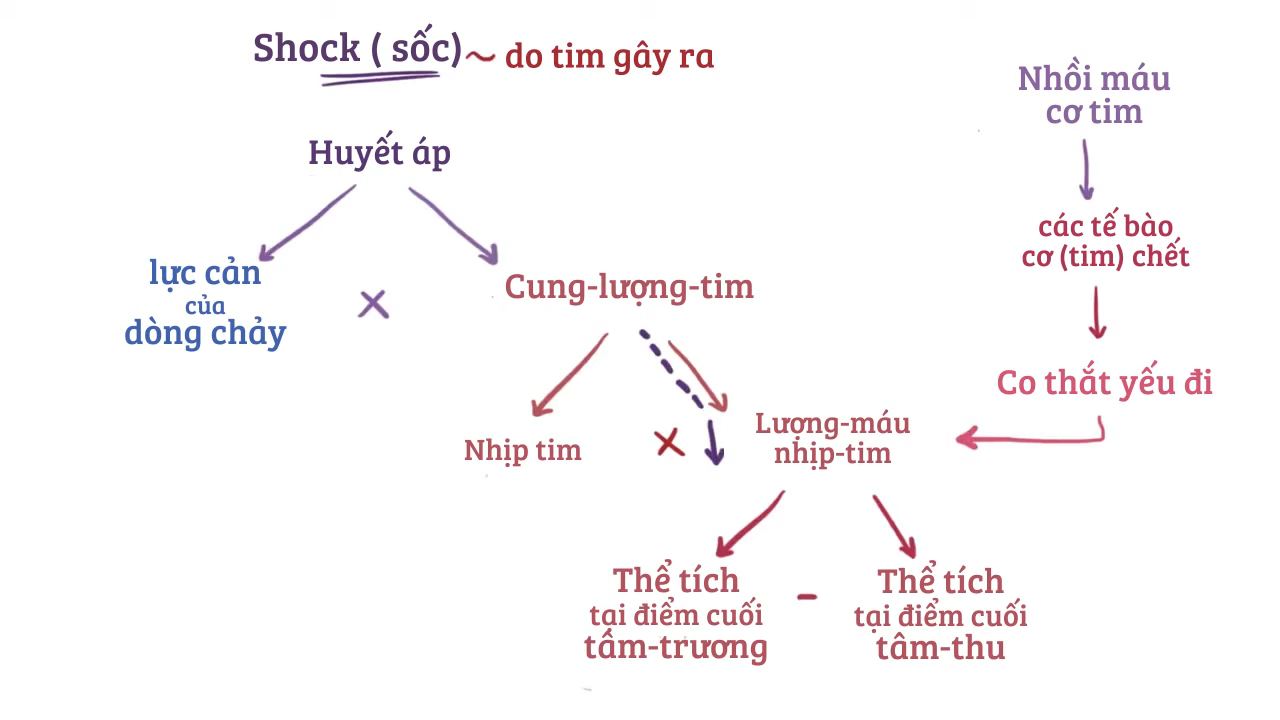 Shock ( sốc)~ do tim gây ra
Huyết áp
lực cản
của
dòng chảy
×
Cung-lượng-tim
Nhịp tim
×
Lượng-máu
nhịp-tim
Thể tích
tại điểm cuối
tâm-trương
-
Thể tích
tại điểm cuối
tâm-thu
Nhồi máu
cơ tim
các tế bào
cơ (tim) chết
Co thắt yếu đi